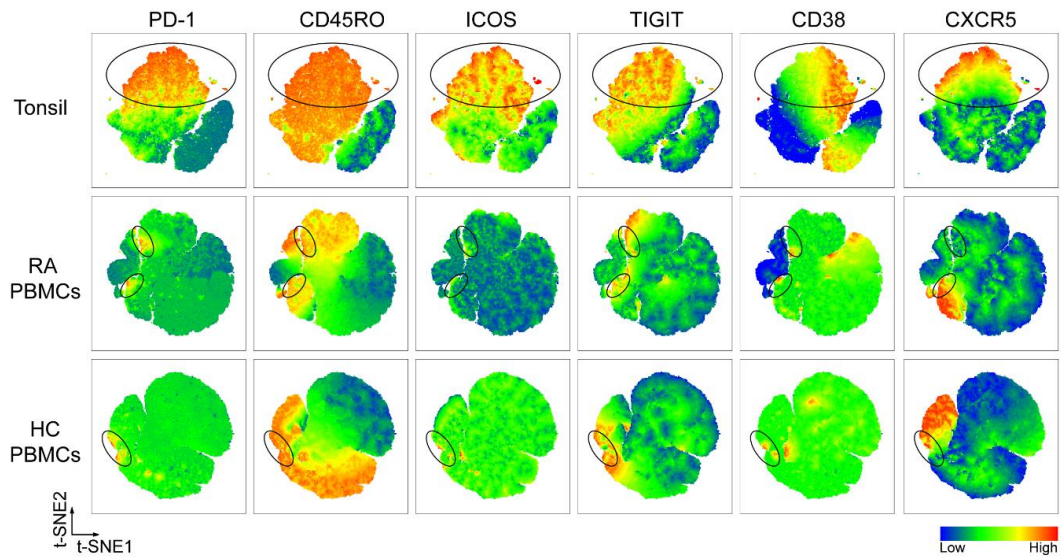 PD-1 CD45RO ICOS TIGIT CD38 CXCR5
Tonsil
RA
PBMCs
HC
PBMCs
t-SNE2
t-SNE1
Low High